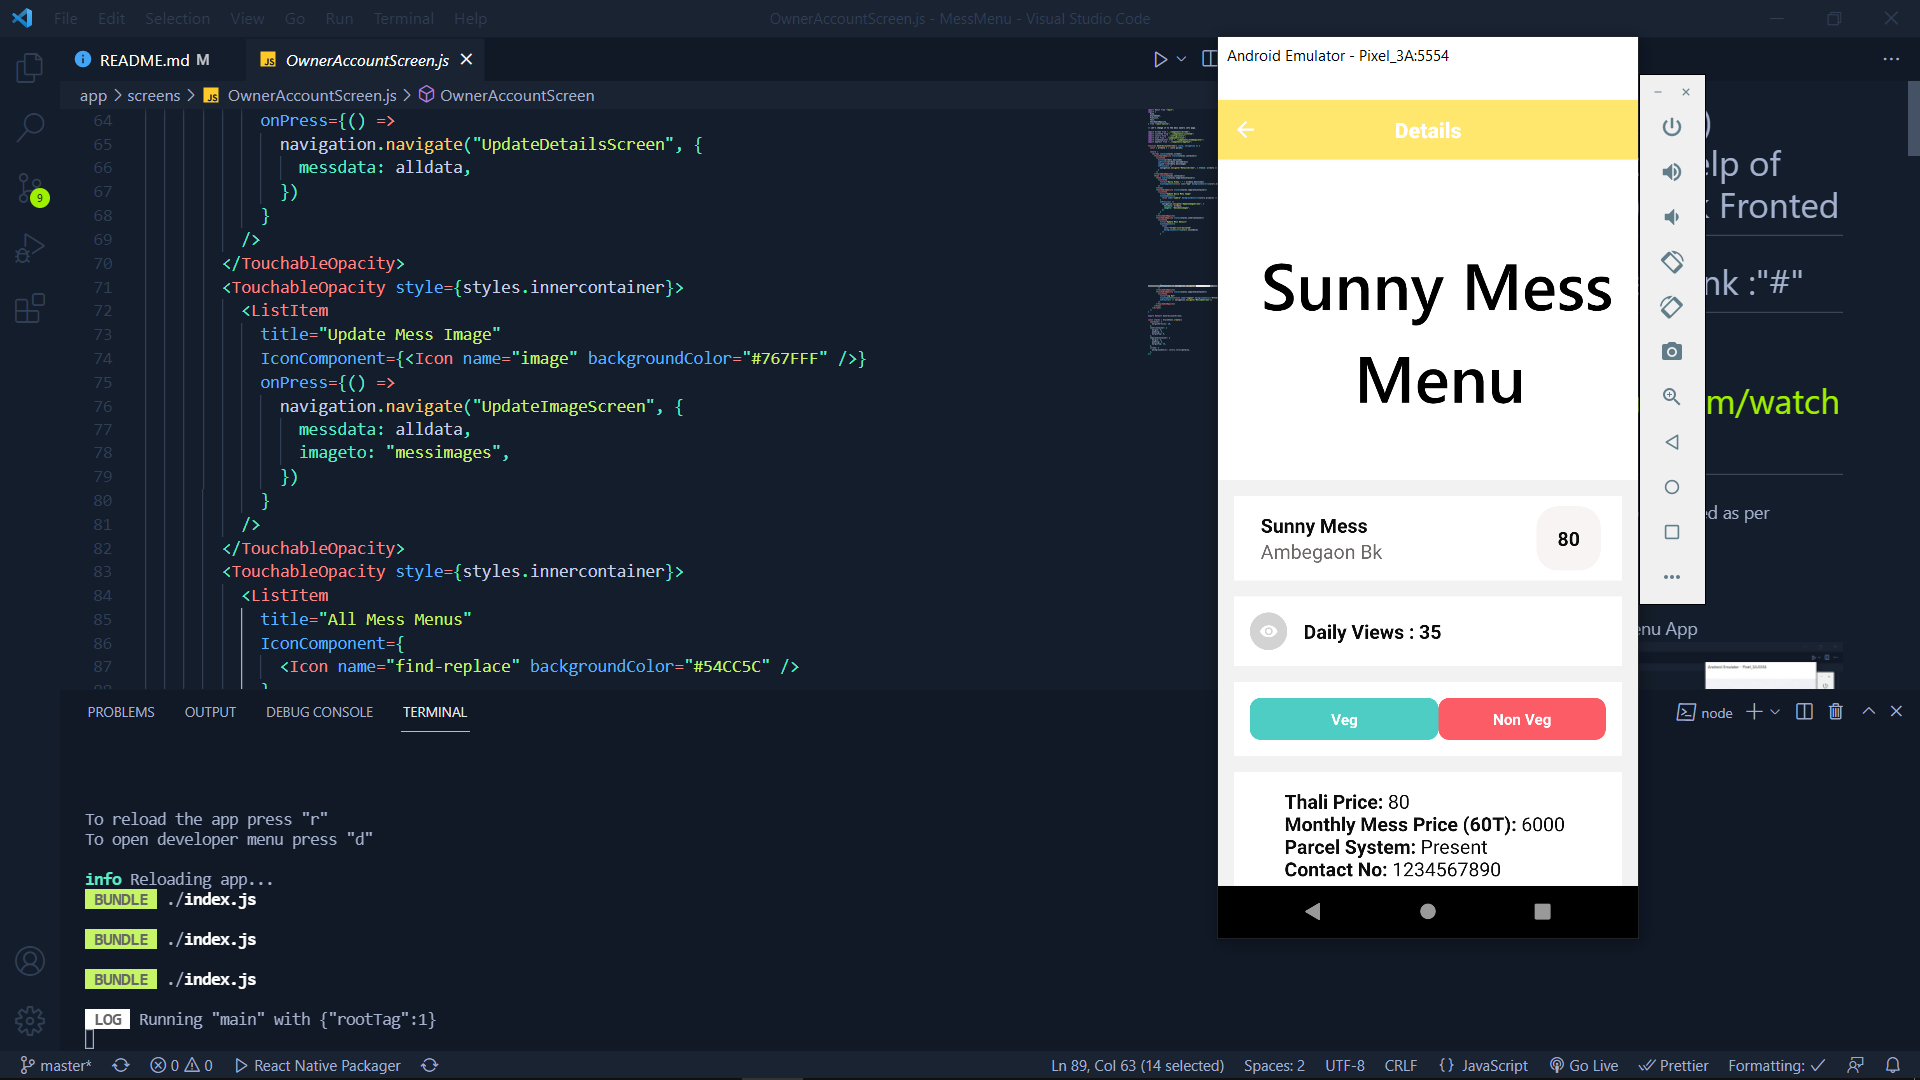 File Edit Selection View Go Run Terminal Help
OwnerAccountScreen.js - MessMenu - Visual Studio Code
README.md M
JS OwnerAccountScreen.js
app > screens > JS OwnerAccountScreen.js > OwnerAccountScreen
64 onPress={() =>
65 navigation.navigate("UpdateDetailsScreen", {
66 messdata: alldata,
67 })
68 }
69 />
70 </TouchableOpacity>
71 <TouchableOpacity style={styles.innercontainer}>
72 <ListItem
73 title="Update Mess Image"
74 IconComponent={<Icon name="image" backgroundColor="#767FFF" />}
75 onPress={() =>
76 navigation.navigate("UpdateImageScreen", {
77 messdata: alldata,
78 imageto: "messimages",
79 })
80 }
81 />
82 </TouchableOpacity>
83 <TouchableOpacity style={styles.innercontainer}>
84 <ListItem
85 title="All Mess Menus"
86 IconComponent={
87 <Icon name="find-replace" backgroundColor="#54CC5C" />
9
Android Emulator - Pixel_3A:5554
Details
Sunny Mess
Menu
Sunny Mess
Ambegaon Bk
80
Daily Views : 35
Veg
Non Veg
Thali Price: 80
Monthly Mess Price (60T): 6000
Parcel System: Present
Contact No: 1234567890
)
lp of
Fronted
nk :"#"
m/watch
ed as per
enu App
PROBLEMS OUTPUT DEBUG CONSOLE TERMINAL
node
To reload the app press "r"
To open developer menu press "d"
info Reloading app...
BUNDLE ./index.js
BUNDLE ./index.js
BUNDLE ./index.js
LOG Running "main" with {"rootTag":1}
master* 0 0 React Native Packager
Ln 89, Col 63 (14 selected) Spaces: 2 UTF-8 CRLF {} JavaScript Go Live Prettier Formatting: